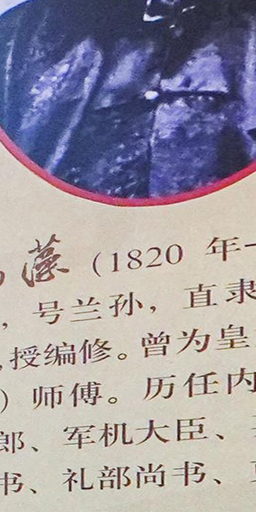 藻（1820 年
，号兰孙，直隶
授编修。曾为皇
）师傅。历任内
郎、军机大臣、
书、礼部尚书、